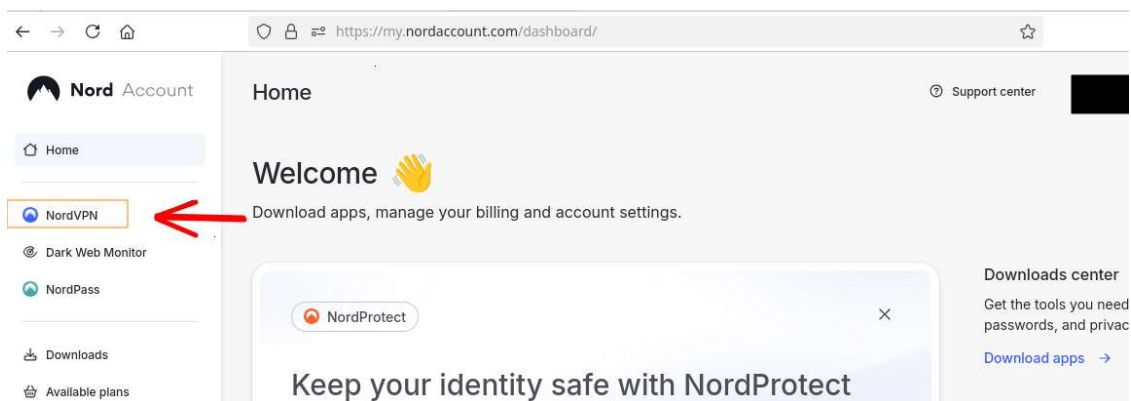 https://my.nordaccount.com/dashboard/
Nord Account
Home
Support center
Home
Welcome 👋
Download apps, manage your billing and account settings.
NordVPN
Dark Web Monitor
NordPass
Downloads
Available plans
NordProtect
Keep your identity safe with NordProtect
Downloads center
Get the tools you need
passwords, and privac
Download apps →